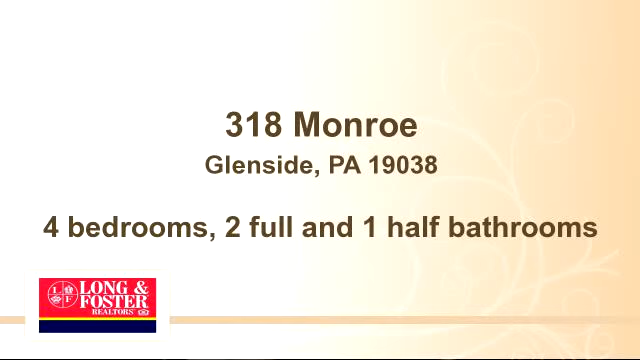 318 Monroe
Glenside, PA 19038
4 bedrooms, 2 full and 1 half bathrooms
LONG &
FOSTER
REALTORS